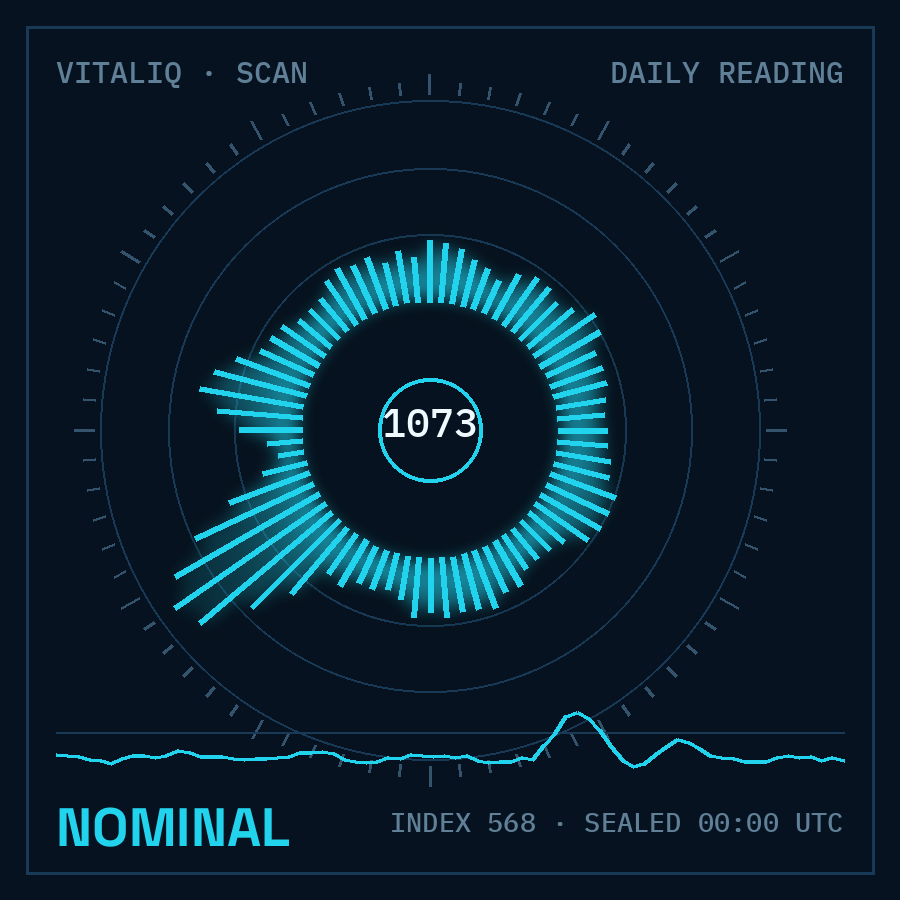 VITALIQ · SCAN
DAILY READING
1073
NOMINAL
INDEX 568 · SEALED 00:00 UTC